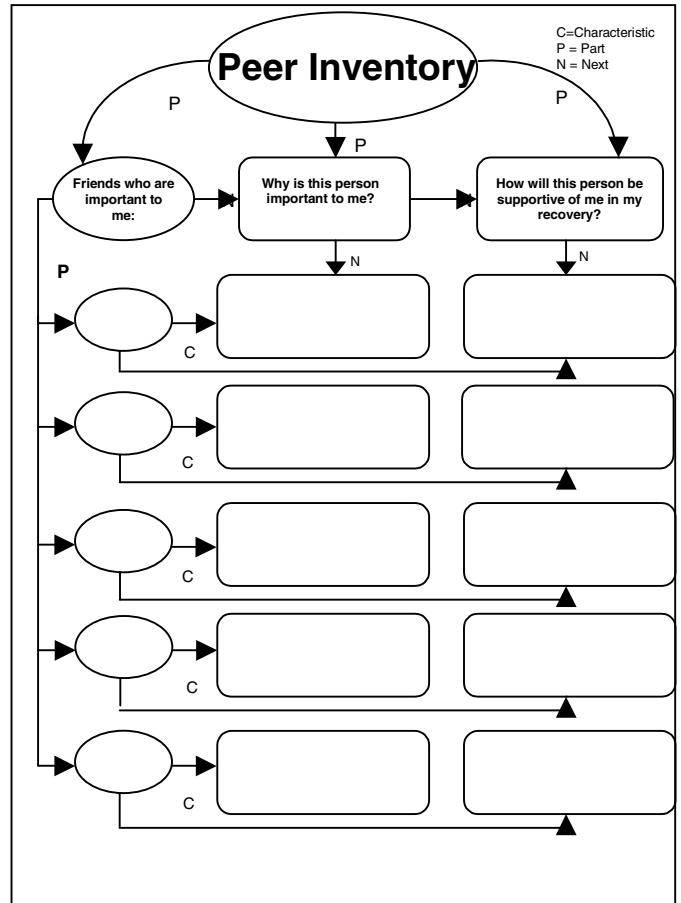 C=Characteristic
P = Part
N = Next
Peer Inventory
P
P
P
Friends who are
important to
me:
Why is this person
important to me?
How will this person be
supportive of me in my
recovery?
P
N
N
C
C
C
C
C